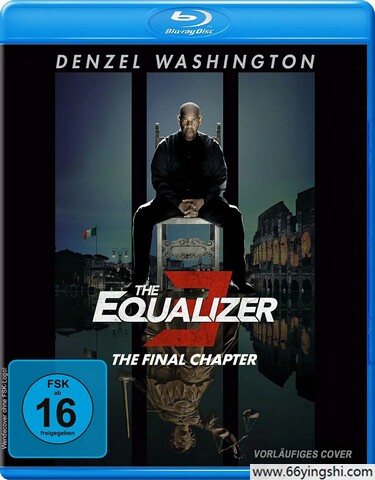 Blu-ray Disc
DENZEL WASHINGTON
THE
EQUALIZER
3
THE FINAL CHAPTER
FSK
ab
16
freigegeben
Wendecover ohne FSK-Logo!
VORLÄUFIGES COVER
www.66yingshi.com